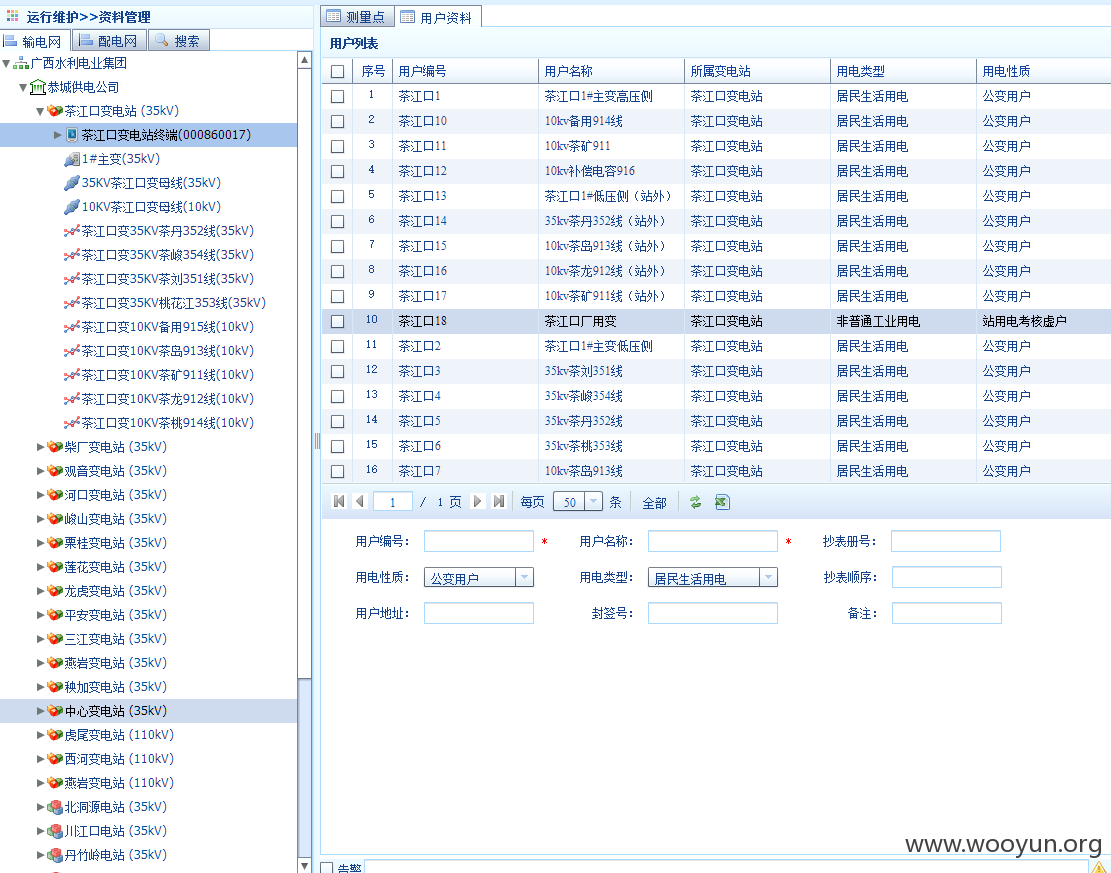 运行维护>>资料管理
输电网 配电网 搜索
广西水利电业集团
恭城供电公司
茶江口变电站 (35kV)
茶江口变电站终端(000860017)
1#主变(35kV)
35KV茶江口变母线(35kV)
10KV茶江口变母线(10kV)
茶江口变35KV茶丹352线(35kV)
茶江口变35KV茶峻354线(35kV)
茶江口变35KV茶刘351线(35kV)
茶江口变35KV桃花江353线(35kV)
茶江口变10KV备用915线(10kV)
茶江口变10KV茶岛913线(10kV)
茶江口变10KV茶矿911线(10kV)
茶江口变10KV茶龙912线(10kV)
茶江口变10KV茶桃914线(10kV)
柴厂变电站 (35kV)
观音变电站 (35kV)
河口变电站 (35kV)
峻山变电站 (35kV)
栗桂变电站 (35kV)
莲花变电站 (35kV)
龙虎变电站 (35kV)
平安变电站 (35kV)
三江变电站 (35kV)
燕岩变电站 (35kV)
秧加变电站 (35kV)
中心变电站 (35kV)
虎尾变电站 (110kV)
西河变电站 (110kV)
燕岩变电站 (110kV)
北洞源电站 (35kV)
川江口电站 (35kV)
丹竹岭电站 (35kV)
测量点 用户资料
用户列表
序号 用户编号 用户名称 所属变电站 用电类型 用电性质
1 茶江口1 茶江口1#主变高压侧 茶江口变电站 居民生活用电 公变用户
2 茶江口10 10kv备用914线 茶江口变电站 居民生活用电 公变用户
3 茶江口11 10kv茶矿911 茶江口变电站 居民生活用电 公变用户
4 茶江口12 10kv补偿电容916 茶江口变电站 居民生活用电 公变用户
5 茶江口13 茶江口1#低压侧（站外） 茶江口变电站 居民生活用电 公变用户
6 茶江口14 35kv茶丹352线（站外） 茶江口变电站 居民生活用电 公变用户
7 茶江口15 10kv茶岛913线（站外） 茶江口变电站 居民生活用电 公变用户
8 茶江口16 10kv茶龙912线（站外） 茶江口变电站 居民生活用电 公变用户
9 茶江口17 10kv茶矿911线（站外） 茶江口变电站 居民生活用电 公变用户
10 茶江口18 茶江口厂用变 茶江口变电站 非普通工业用电 站用电考核虚户
11 茶江口2 茶江口1#主变低压侧 茶江口变电站 居民生活用电 公变用户
12 茶江口3 35kv茶刘351线 茶江口变电站 居民生活用电 公变用户
13 茶江口4 35kv茶峻354线 茶江口变电站 居民生活用电 公变用户
14 茶江口5 35kv茶丹352线 茶江口变电站 居民生活用电 公变用户
15 茶江口6 35kv茶桃353线 茶江口变电站 居民生活用电 公变用户
16 茶江口7 10kv茶岛913线 茶江口变电站 居民生活用电 公变用户
1 / 1 页 每页 50 条 全部
用户编号： * 用户名称： * 抄表册号：
用电性质： 公变用户 用电类型： 居民生活用电 抄表顺序：
用户地址： 封签号： 备注：
www.wooyun.org
告警